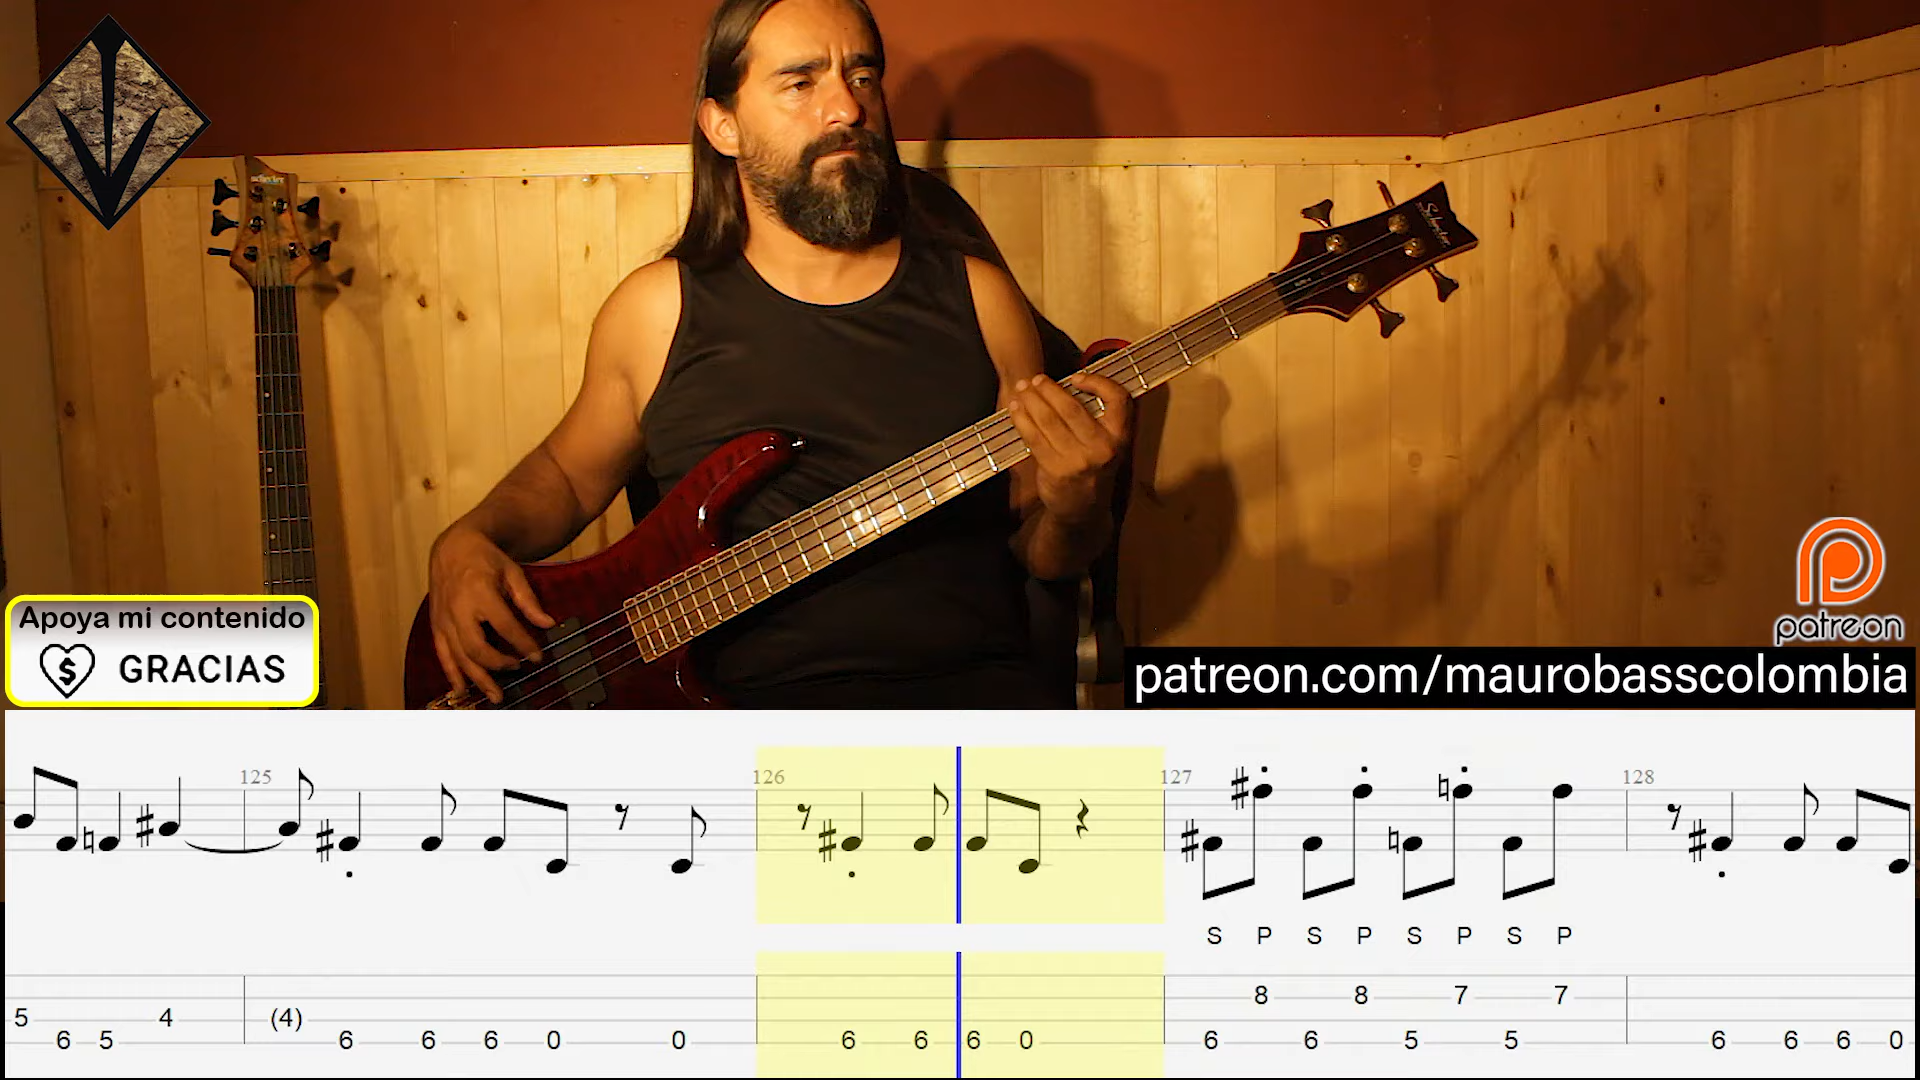 Schecter
Apoya mi contenido
$ GRACIAS
patreon
patreon.com/maurobasscolombia
125 126 127 128
S P S P S P S P
8 8 7 7
5 4 (4)
6 5 6 6 6 0 0 6 6 6 0 6 6 5 5 6 6 6 0